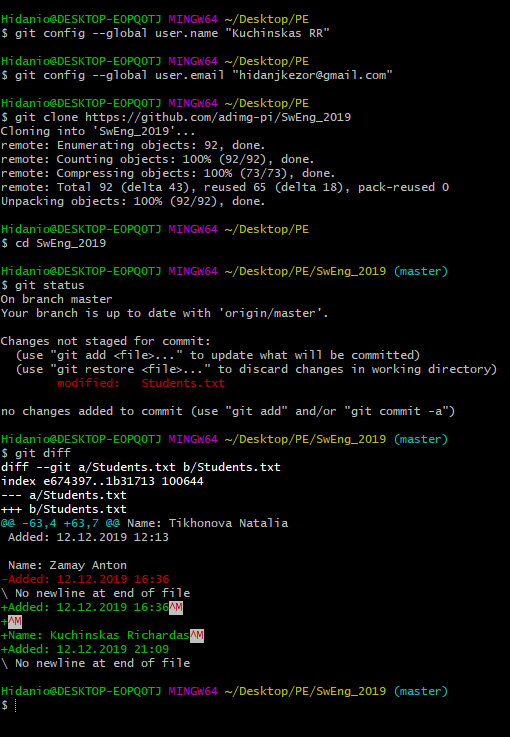 Hidanio@DESKTOP-EOPQOTJ MINGW64 ~/Desktop/PE
$ git config --global user.name "Kuchinskas RR"
Hidanio@DESKTOP-EOPQOTJ MINGW64 ~/Desktop/PE
$ git config --global user.email "hidanjkezor@gmail.com"
Hidanio@DESKTOP-EOPQOTJ MINGW64 ~/Desktop/PE
$ git clone https://github.com/adimg-pi/SwEng_2019
Cloning into 'SwEng_2019'...
remote: Enumerating objects: 92, done.
remote: Counting objects: 100% (92/92), done.
remote: Compressing objects: 100% (73/73), done.
remote: Total 92 (delta 43), reused 65 (delta 18), pack-reused 0
Unpacking objects: 100% (92/92), done.
Hidanio@DESKTOP-EOPQOTJ MINGW64 ~/Desktop/PE
$ cd SwEng_2019
Hidanio@DESKTOP-EOPQOTJ MINGW64 ~/Desktop/PE/SwEng_2019 (master)
$ git status
On branch master
Your branch is up to date with 'origin/master'.
Changes not staged for commit:
(use "git add <file>..." to update what will be committed)
(use "git restore <file>..." to discard changes in working directory)
modified: Students.txt
no changes added to commit (use "git add" and/or "git commit -a")
Hidanio@DESKTOP-EOPQOTJ MINGW64 ~/Desktop/PE/SwEng_2019 (master)
$ git diff
diff --git a/Students.txt b/Students.txt
index e674397..1b31713 100644
--- a/Students.txt
+++ b/Students.txt
@@ -63,4 +63,7 @@ Name: Tikhonova Natalia
Added: 12.12.2019 12:13
Name: Zamay Anton
-Added: 12.12.2019 16:36
\ No newline at end of file
+Added: 12.12.2019 16:36^M
+^M
+Name: Kuchinskas Richardas^M
+Added: 12.12.2019 21:09
\ No newline at end of file
Hidanio@DESKTOP-EOPQOTJ MINGW64 ~/Desktop/PE/SwEng_2019 (master)
$